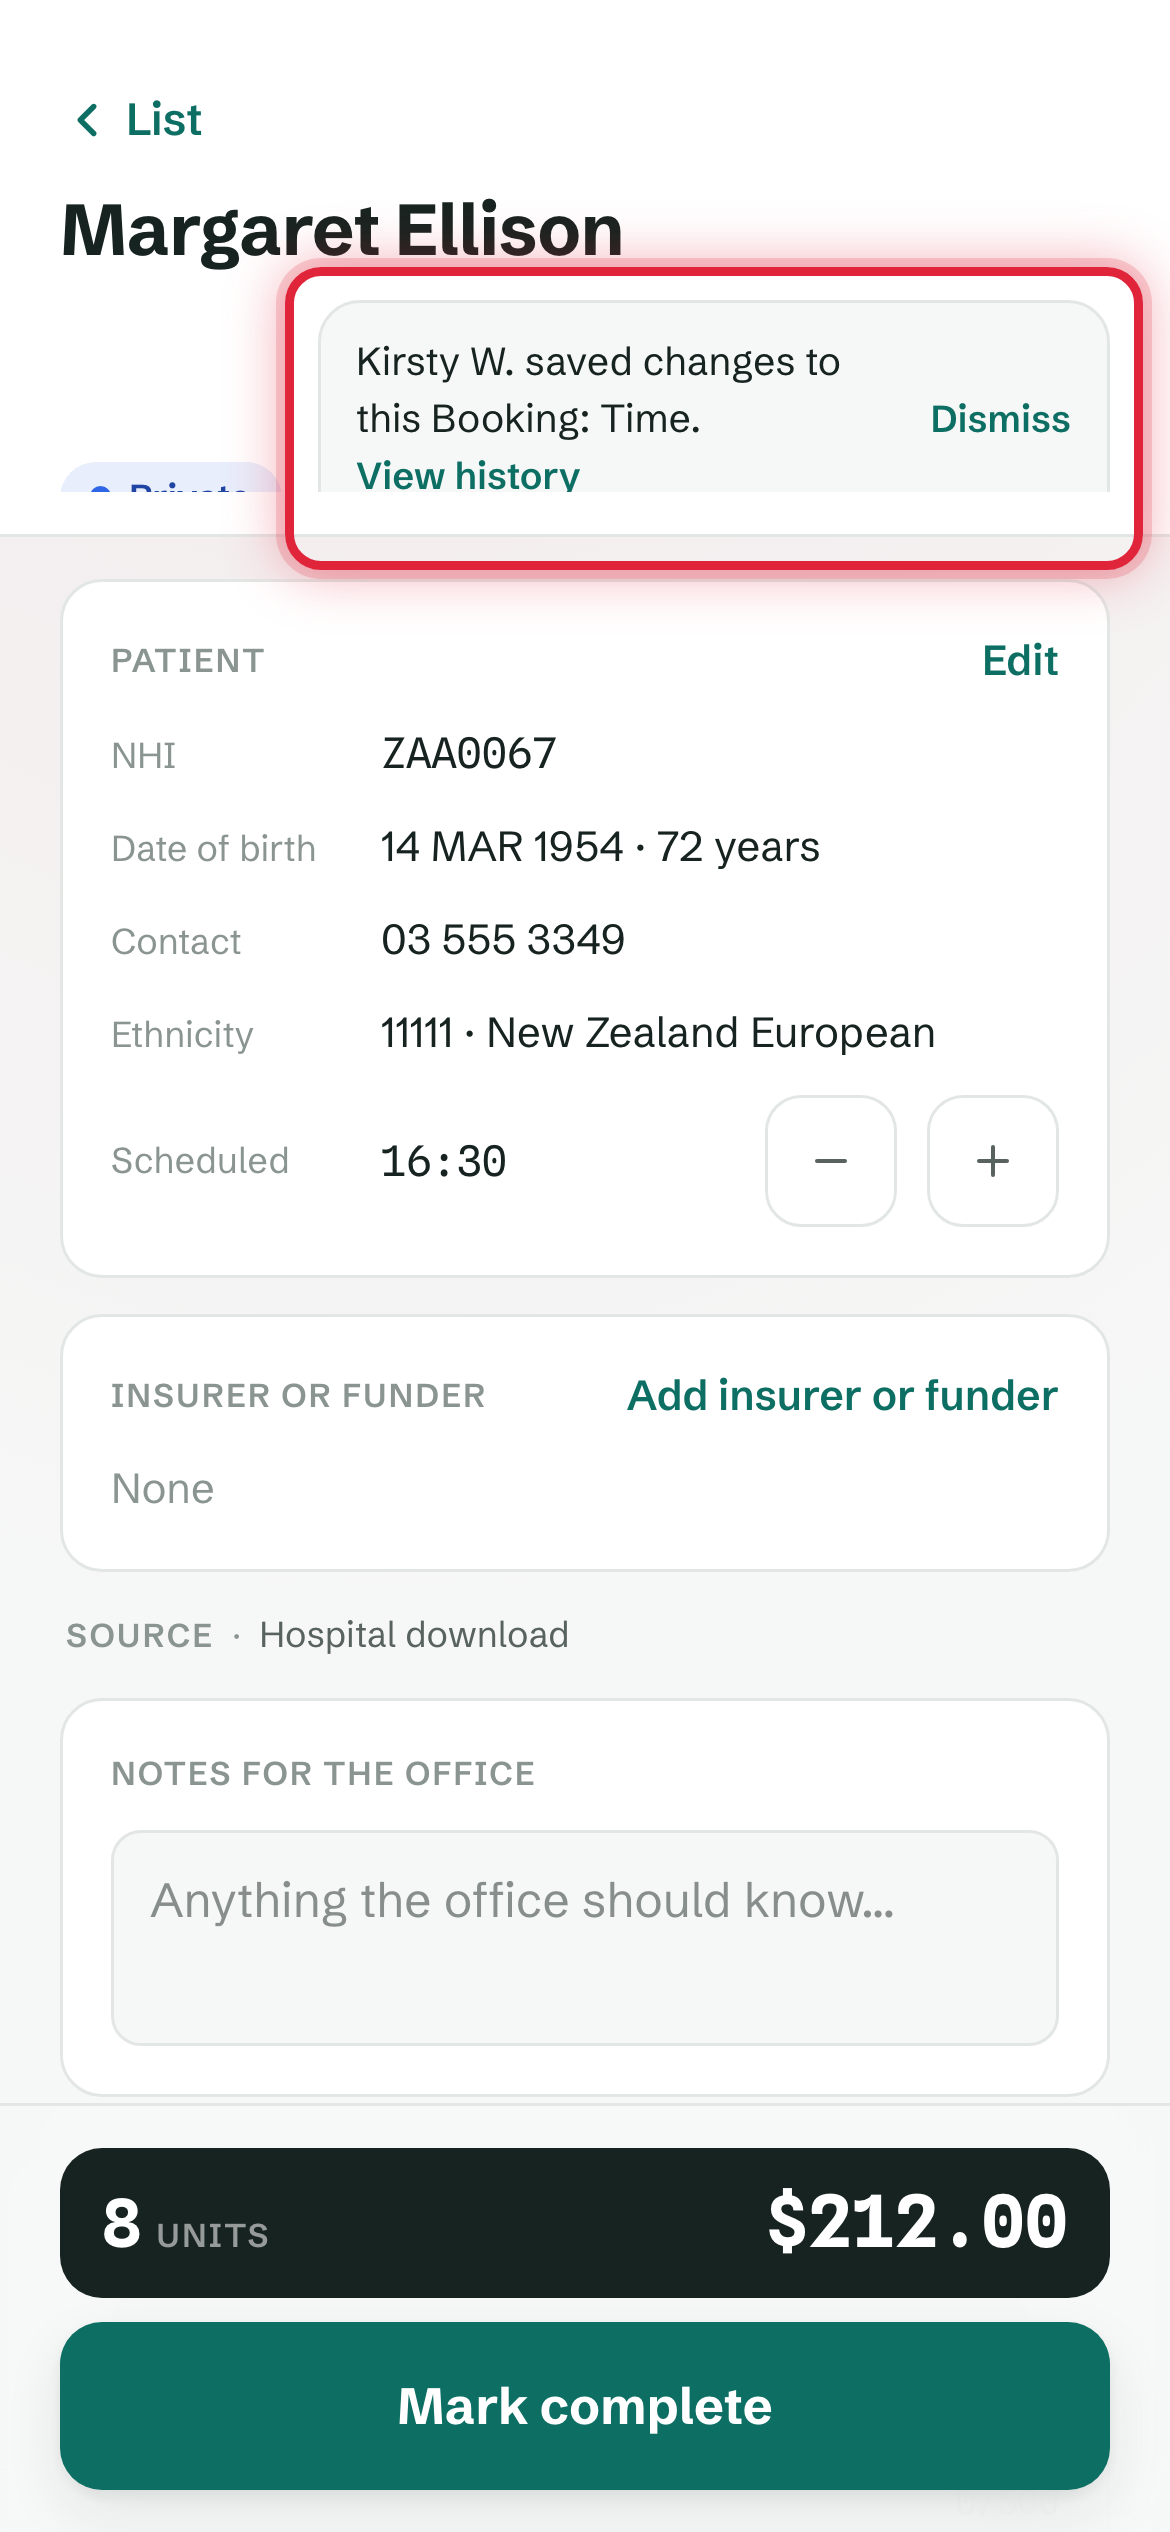 List
Margaret Ellison
Kirsty W. saved changes to
this Booking: Time.
Dismiss
View history
Private
PATIENT
Edit
NHI ZAA0067
Date of birth 14 MAR 1954 · 72 years
Contact 03 555 3349
Ethnicity 11111 · New Zealand European
Scheduled 16:30
INSURER OR FUNDER
Add insurer or funder
None
SOURCE · Hospital download
NOTES FOR THE OFFICE
Anything the office should know...
8 UNITS
$212.00
Mark complete